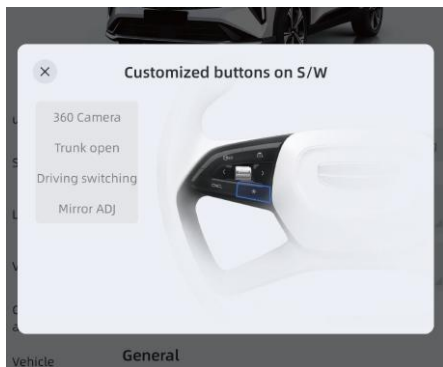 Customized buttons on S/W
360 Camera
Trunk open
Driving switching
Mirror ADJ
Vehicle
General